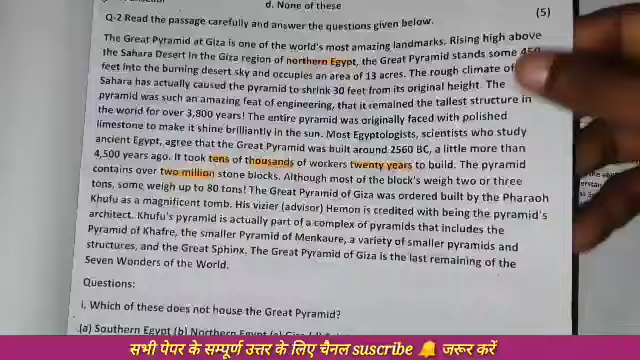 d. None of these
(5)
Q-2 Read the passage carefully and answer the questions given below.
The Great Pyramid at Giza is one of the world's most amazing landmarks. Rising high above
the Sahara Desert in the Giza region of northern Egypt, the Great Pyramid stands some 450
feet into the burning desert sky and occupies an area of 13 acres. The rough climate of
Sahara has actually caused the pyramid to shrink 30 feet from its original height. The
pyramid was such an amazing feat of engineering, that it remained the tallest structure in
the world for over 3,800 years! The entire pyramid was originally faced with polished
limestone to make it shine brilliantly in the sun. Most Egyptologists, scientists who study
ancient Egypt, agree that the Great Pyramid was built around 2560 BC, a little more than
4,500 years ago. It took tens of thousands of workers twenty years to build. The pyramid
contains over two million stone blocks. Although most of the block's weigh two or three
tons, some weigh up to 80 tons! The Great Pyramid of Giza was ordered built by the Pharaoh
Khufu as a magnificent tomb. His vizier (advisor) Hemon is credited with being the pyramid's
architect. Khufu's pyramid is actually part of a complex of pyramids that includes the
Pyramid of Khafre, the smaller Pyramid of Menkaure, a variety of smaller pyramids and
structures, and the Great Sphinx. The Great Pyramid of Giza is the last remaining of the
Seven Wonders of the World.
Questions:
i. Which of these does not house the Great Pyramid?
(a) Southern Egypt (b) Northern Egypt
सभी पेपर के सम्पूर्ण उत्तर के लिए चैनल suscribe 🔔 जरूर करें